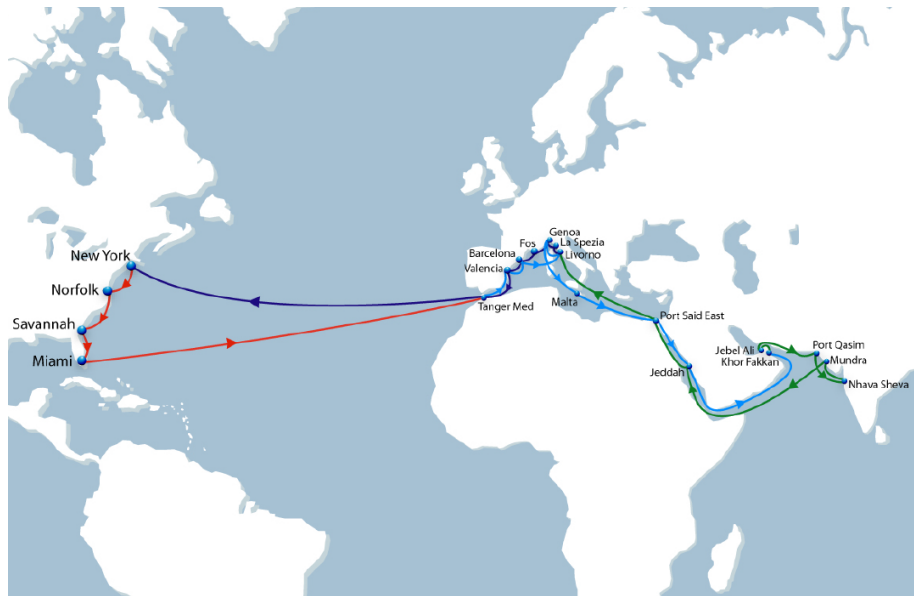 Genoa
La Spezia
Fos
Livorno
Barcelona
Valencia
New York
Norfolk
Malta
Tanger Med
Savannah
Port Said East
Port Qasim
Jebel Ali
Khor Fakkan
Mundra
Miami
Jeddah
Nhava Sheva